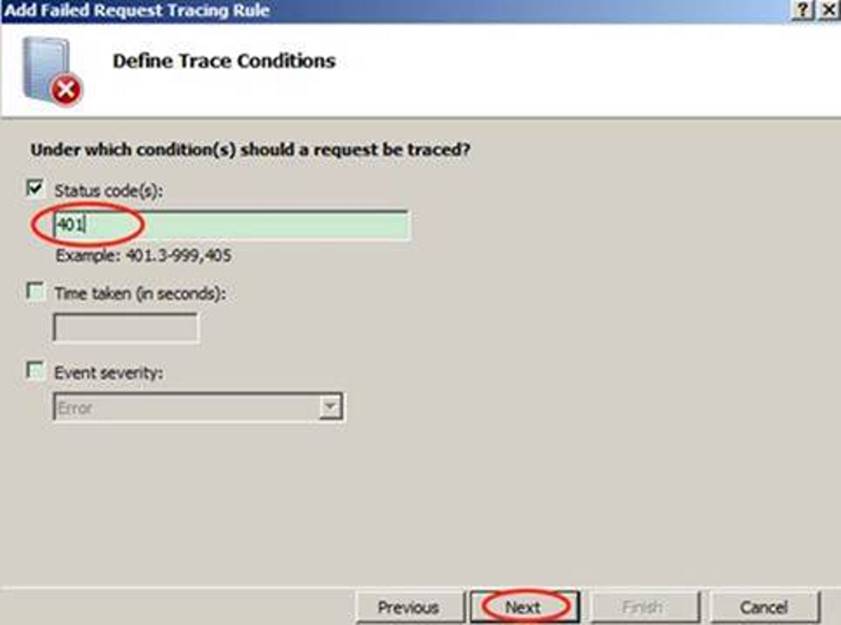 Add Failed Request Tracing Rule
Define Trace Conditions
Under which condition(s) should a request be traced?
Status code(s):
401
Example: 401.3-999,405
Time taken (in seconds):
Event severity:
Error
Previous Next Finish Cancel